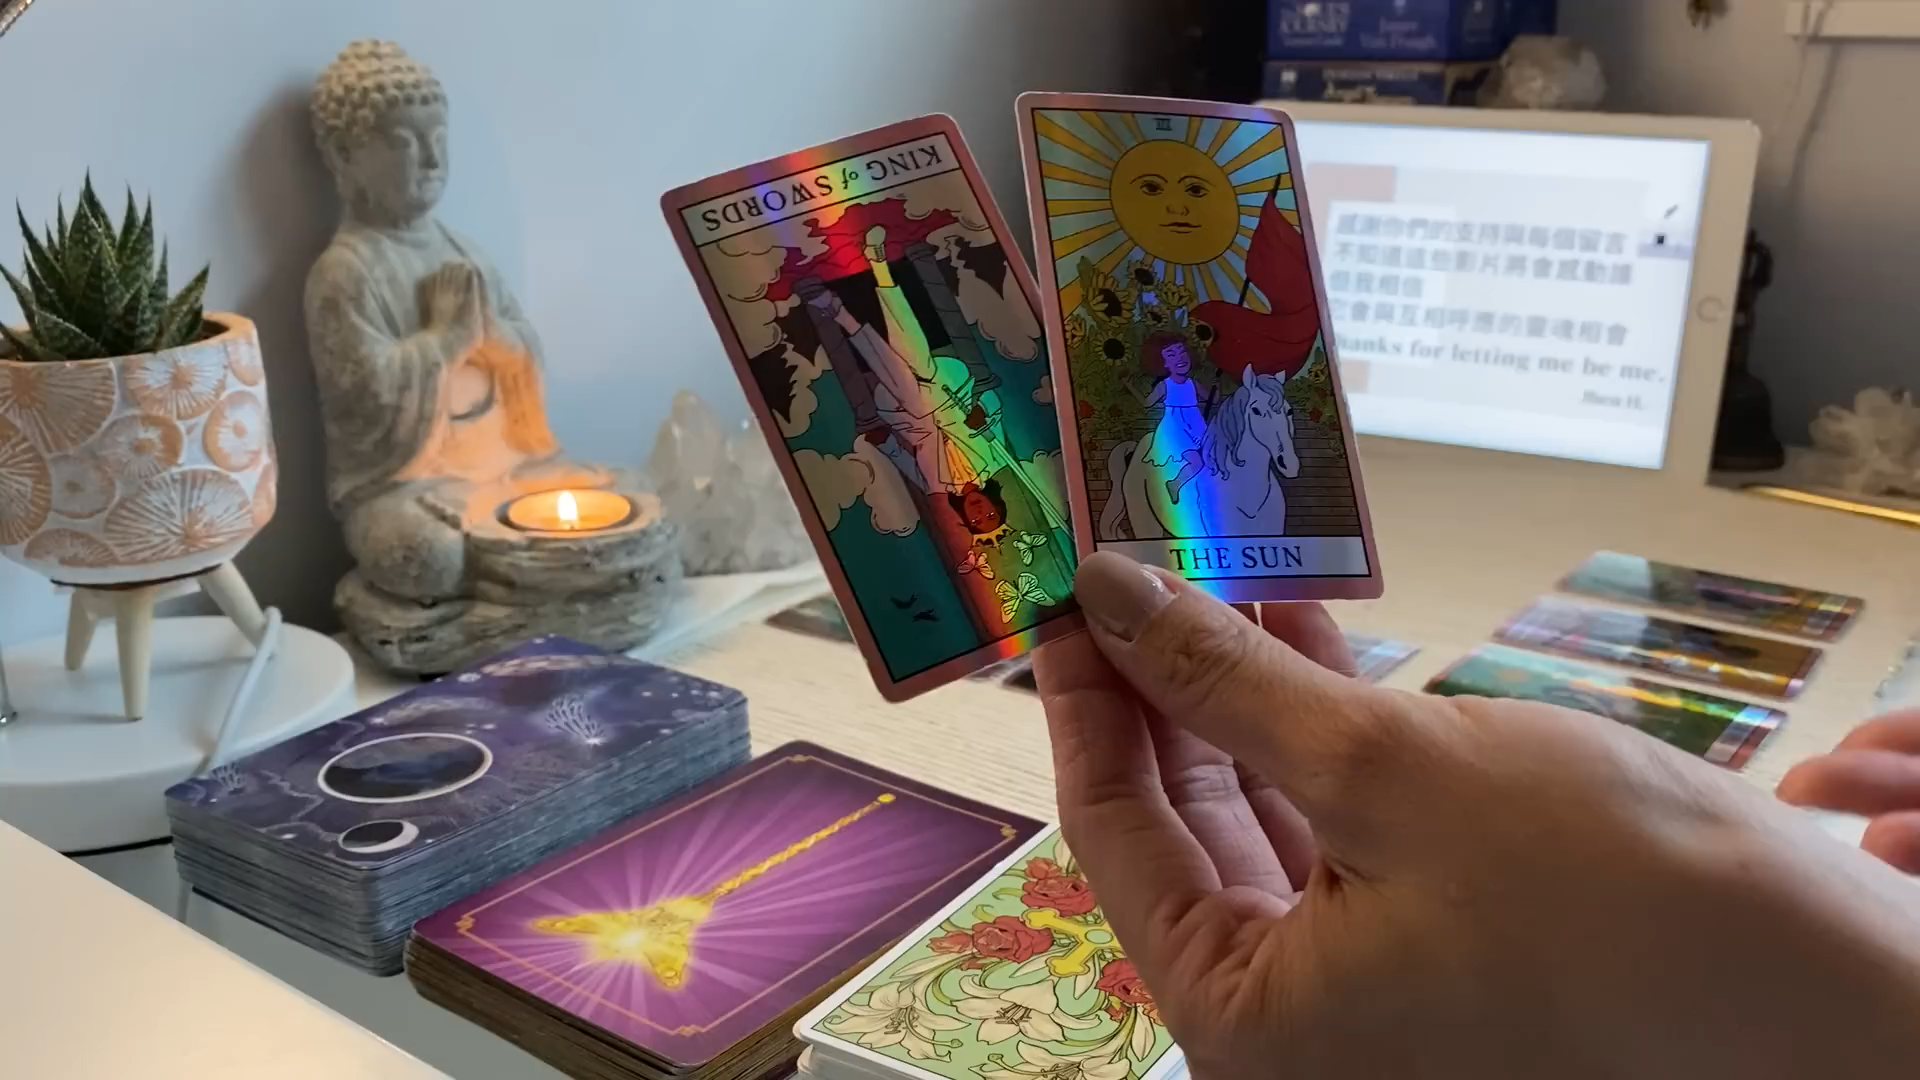 KING of SWORDS
THE SUN
感謝你們的支持與每個留言
不知道這些影片將會感動誰
但我相信
它會與互相呼應的靈魂相會
hanks for letting me be me.